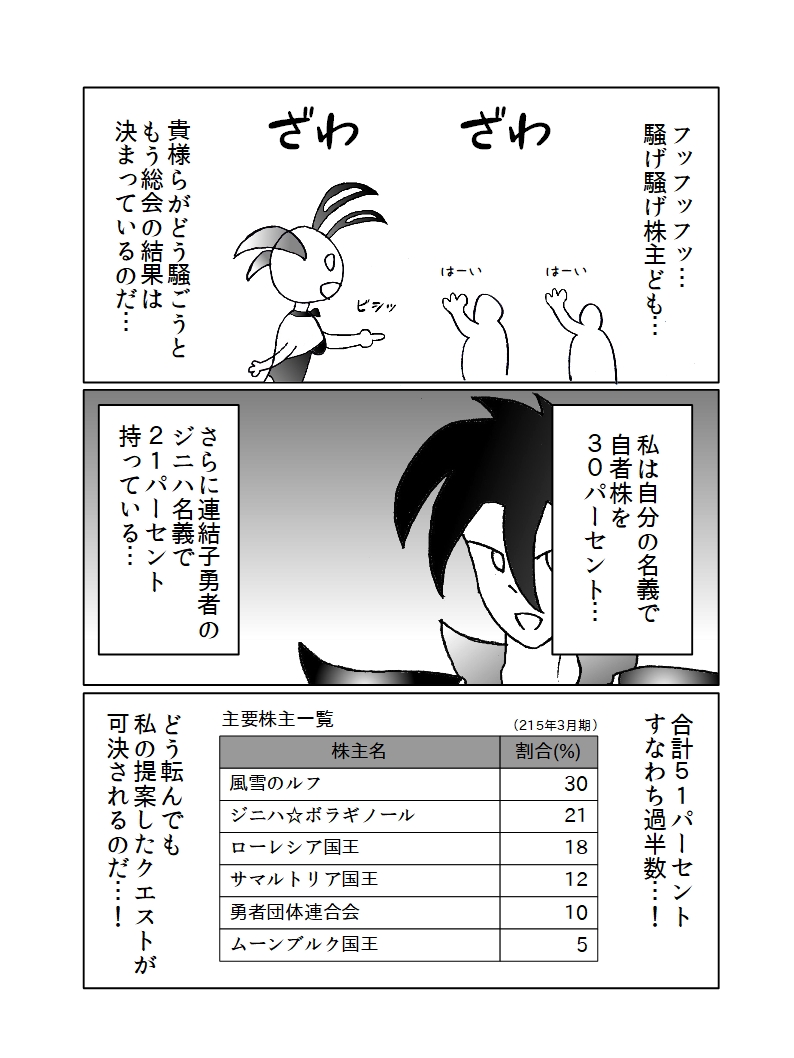 フッフッフッ…
騒げ騒げ株主ども…
ざわ
ざわ
はーい
はーい
ビシッ
貴様らがどう騒ごうと
もう総会の結果は
決まっているのだ…
私は自分の名義で
自者株を
30パーセント…
さらに連結子勇者の
ジニハ名義で
21パーセント
持っている…
合計51パーセント
すなわち過半数…！
主要株主一覧
（215年3月期）
株主名 割合(%)
風雪のルフ 30
ジニハ☆ボラギノール 21
ローレシア国王 18
サマルトリア国王 12
勇者団体連合会 10
ムーンブルク国王 5
どう転んでも
私の提案したクエストが
可決されるのだ…！